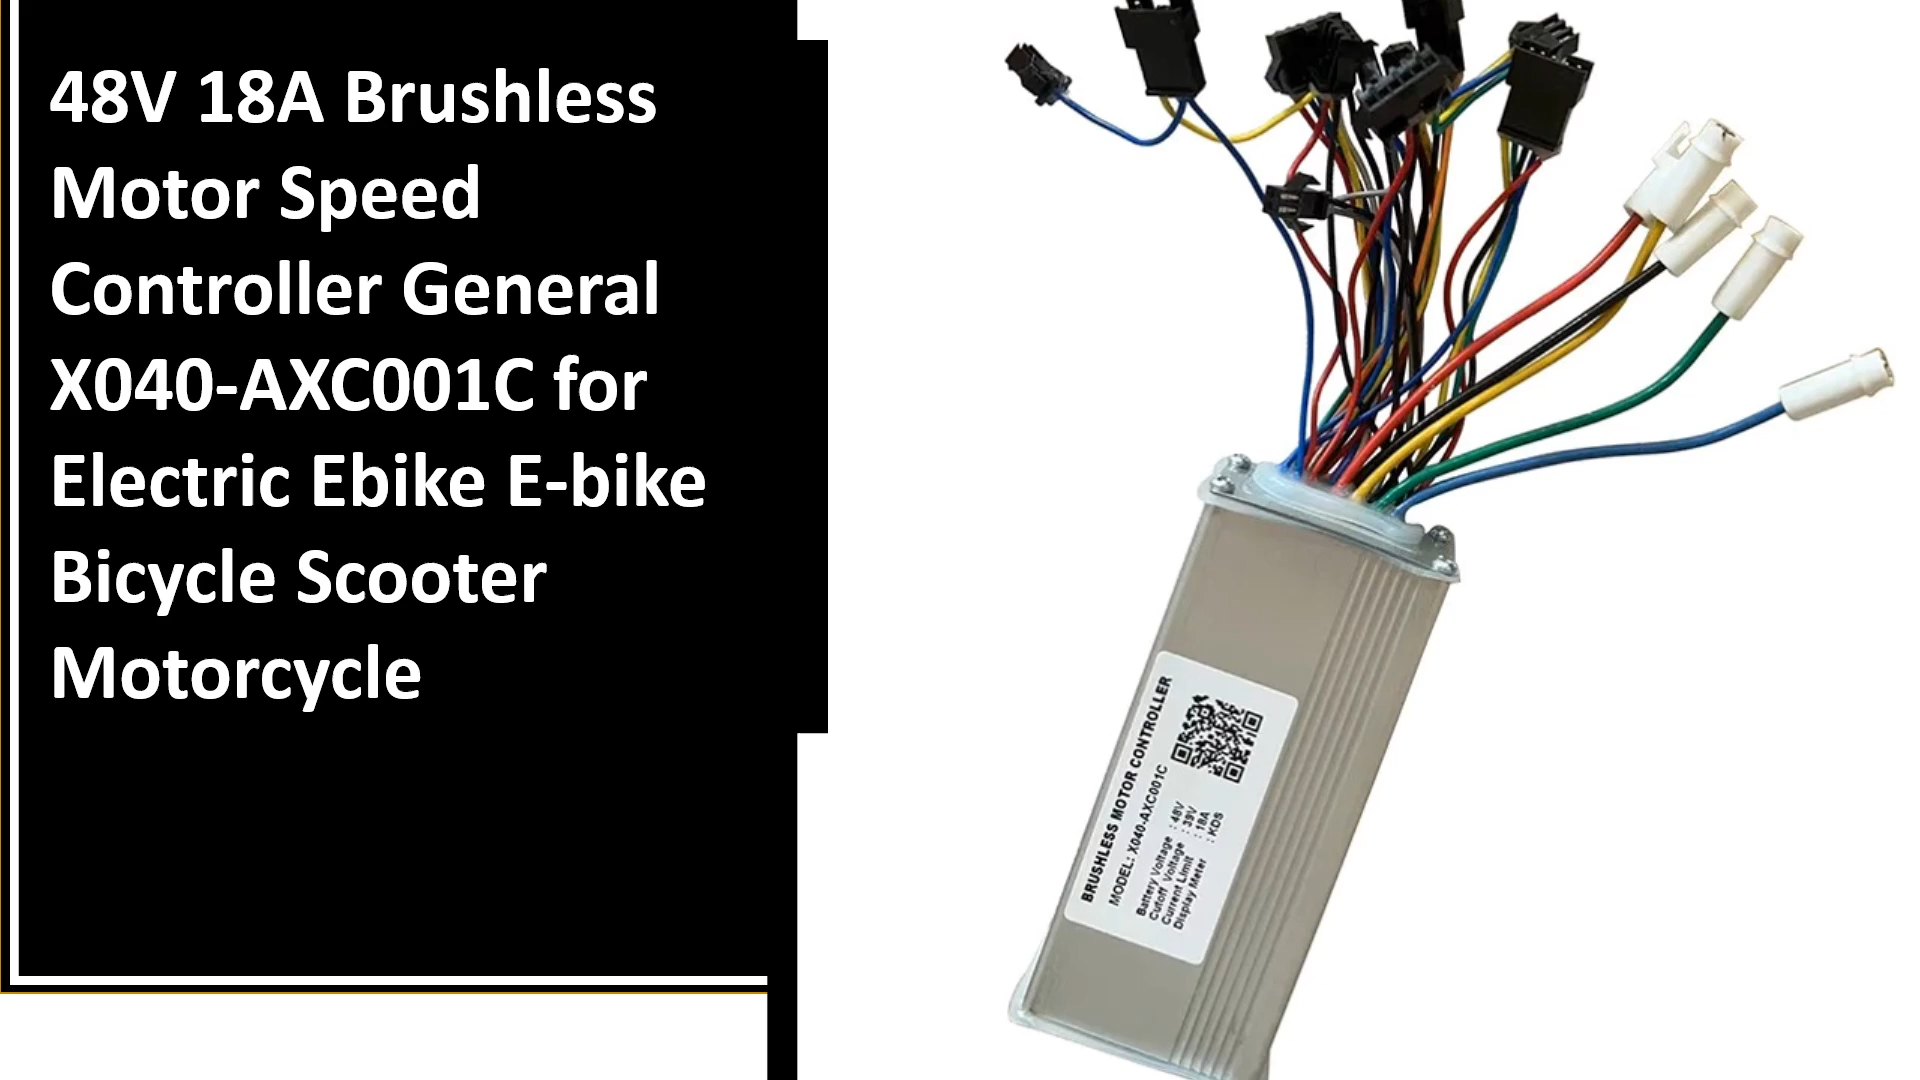 48V 18A Brushless
Motor Speed
Controller General
X040-AXC001C for
Electric Ebike E-bike
Bicycle Scooter
Motorcycle
BRUSHLESS MOTOR CONTROLLER
MODEL: X040-AXC001C
Battery Voltage : 48V
Cutoff Voltage : 39V
Current Limit : 18A
Display Meter : KDS